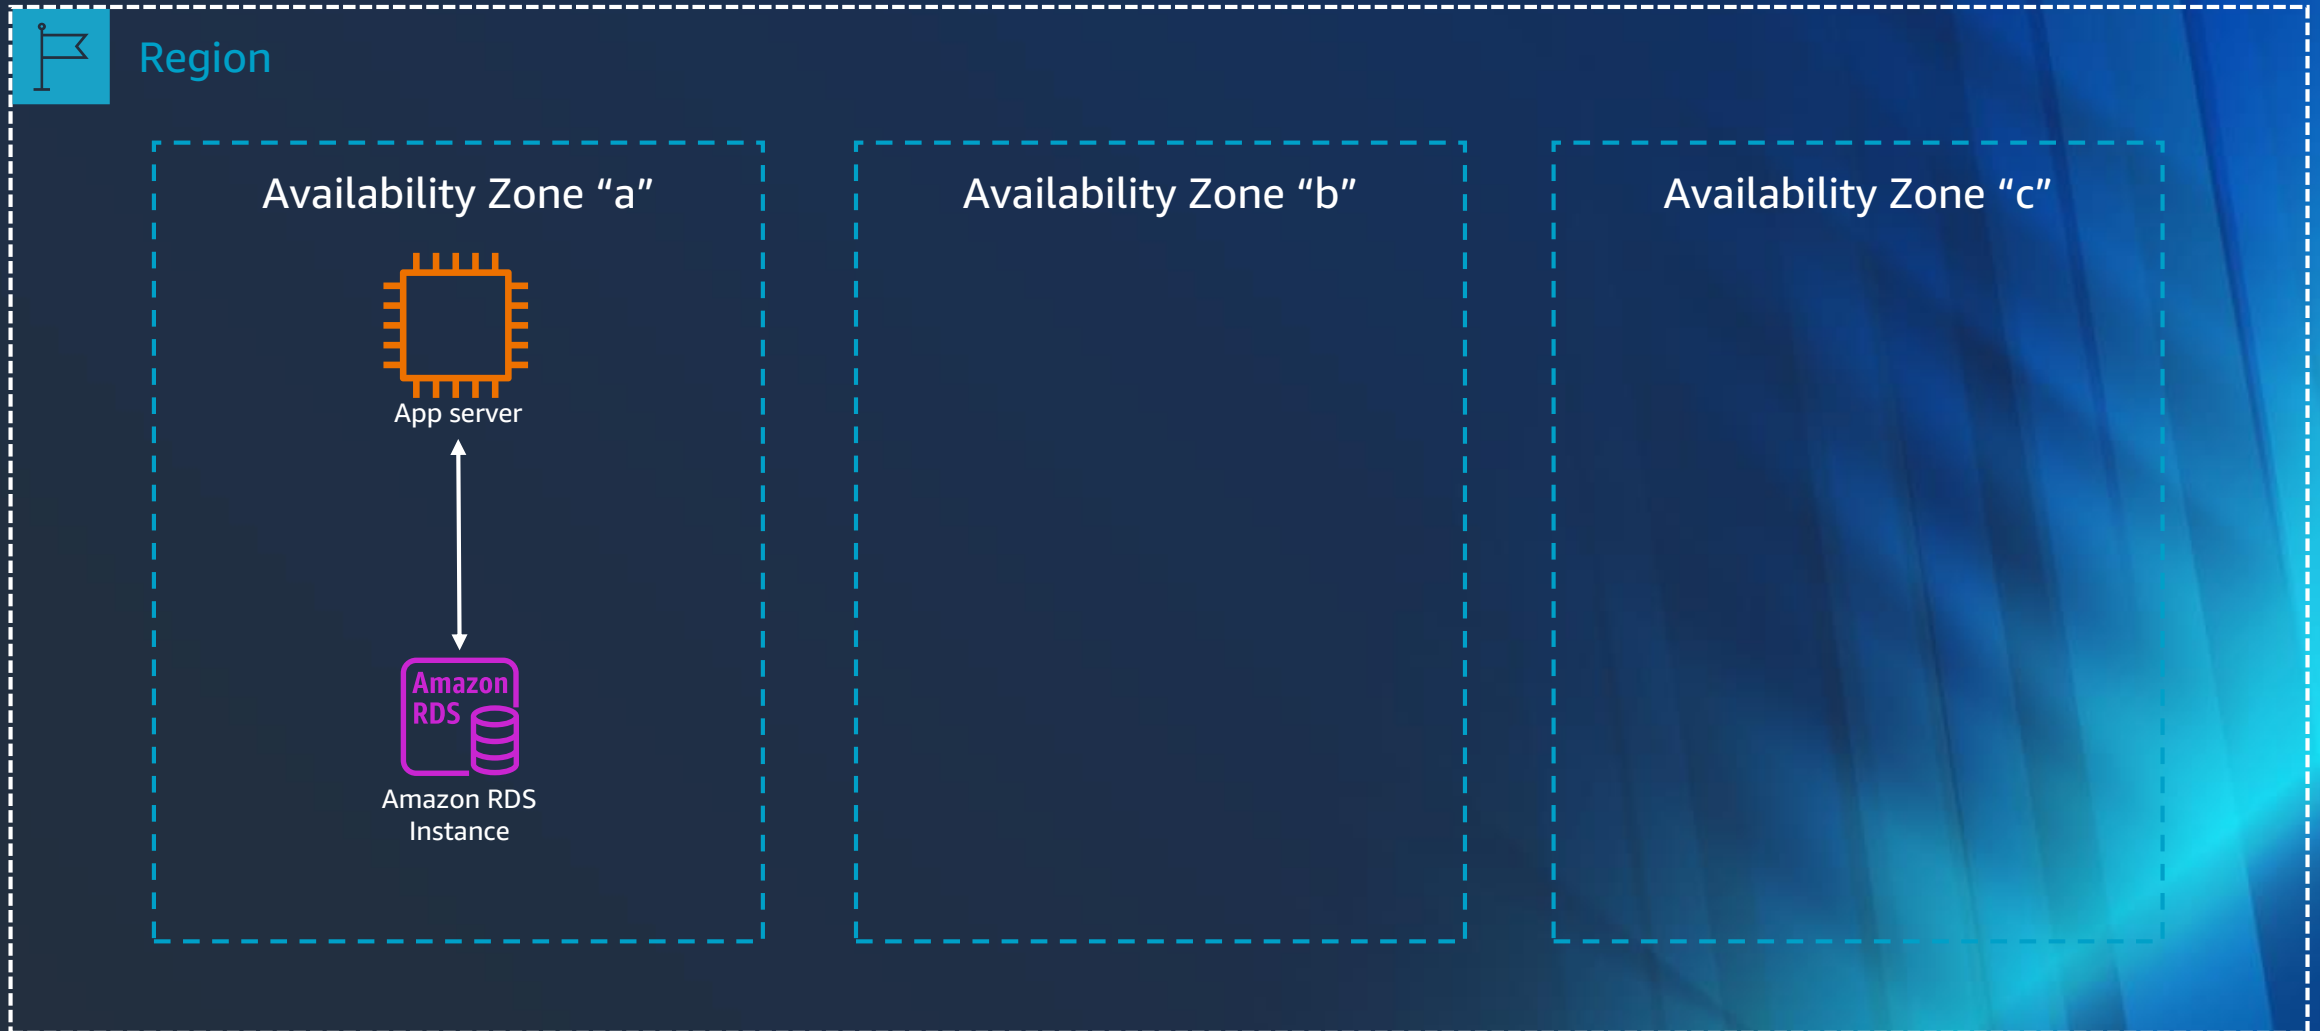 Region
Availability Zone “a”
Availability Zone “b”
Availability Zone “c”
App server
Amazon
RDS
Amazon RDS
Instance